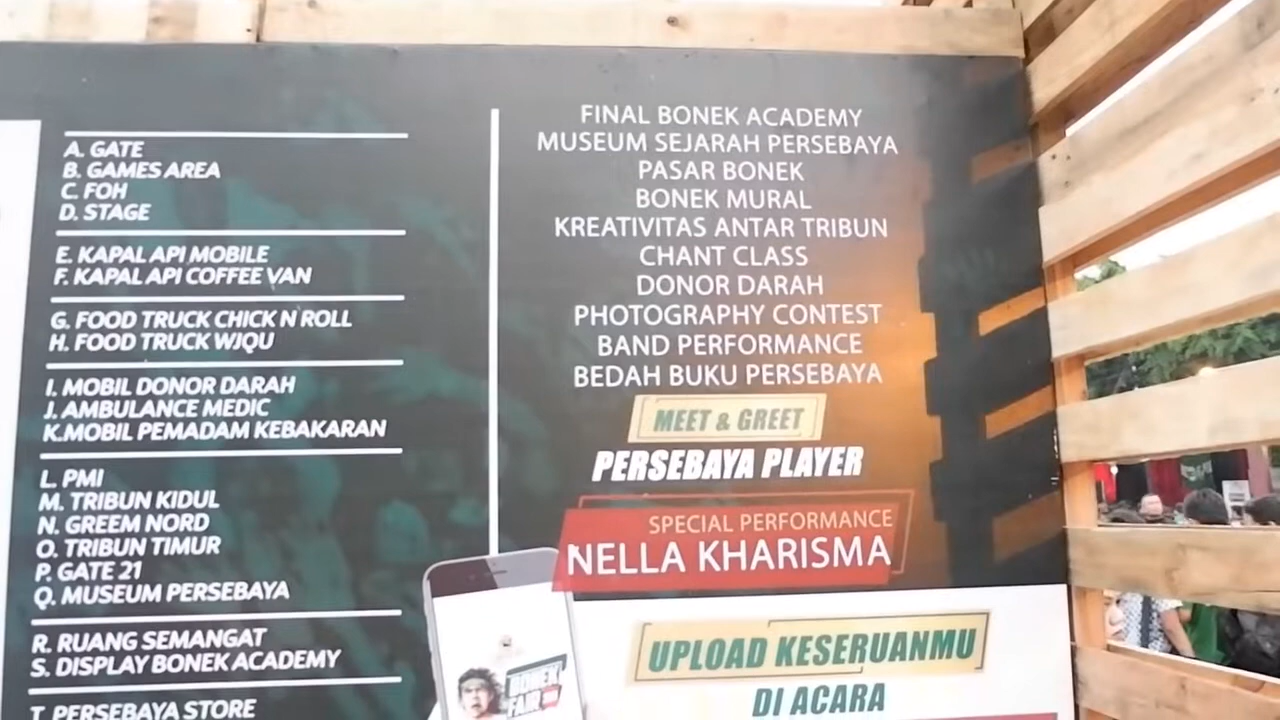 A. GATE
B. GAMES AREA
C. FOH
D. STAGE
E. KAPAL API MOBILE
F. KAPAL API COFFEE VAN
G. FOOD TRUCK CHICK N ROLL
H. FOOD TRUCK WJQU
I. MOBIL DONOR DARAH
J. AMBULANCE MEDIC
K.MOBIL PEMADAM KEBAKARAN
L. PMI
M. TRIBUN KIDUL
N. GREEM NORD
O. TRIBUN TIMUR
P. GATE 21
Q. MUSEUM PERSEBAYA
R. RUANG SEMANGAT
S. DISPLAY BONEK ACADEMY
T. PERSEBAYA STORE
FINAL BONEK ACADEMY
MUSEUM SEJARAH PERSEBAYA
PASAR BONEK
BONEK MURAL
KREATIVITAS ANTAR TRIBUN
CHANT CLASS
DONOR DARAH
PHOTOGRAPHY CONTEST
BAND PERFORMANCE
BEDAH BUKU PERSEBAYA
MEET & GREET
PERSEBAYA PLAYER
SPECIAL PERFORMANCE
NELLA KHARISMA
UPLOAD KESERUANMU
DI ACARA
BONEK
FAIR